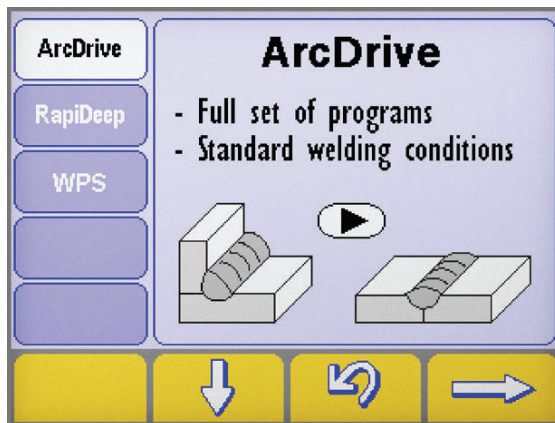 ArcDrive
RapiDeep
WPS
ArcDrive
- Full set of programs
- Standard welding conditions